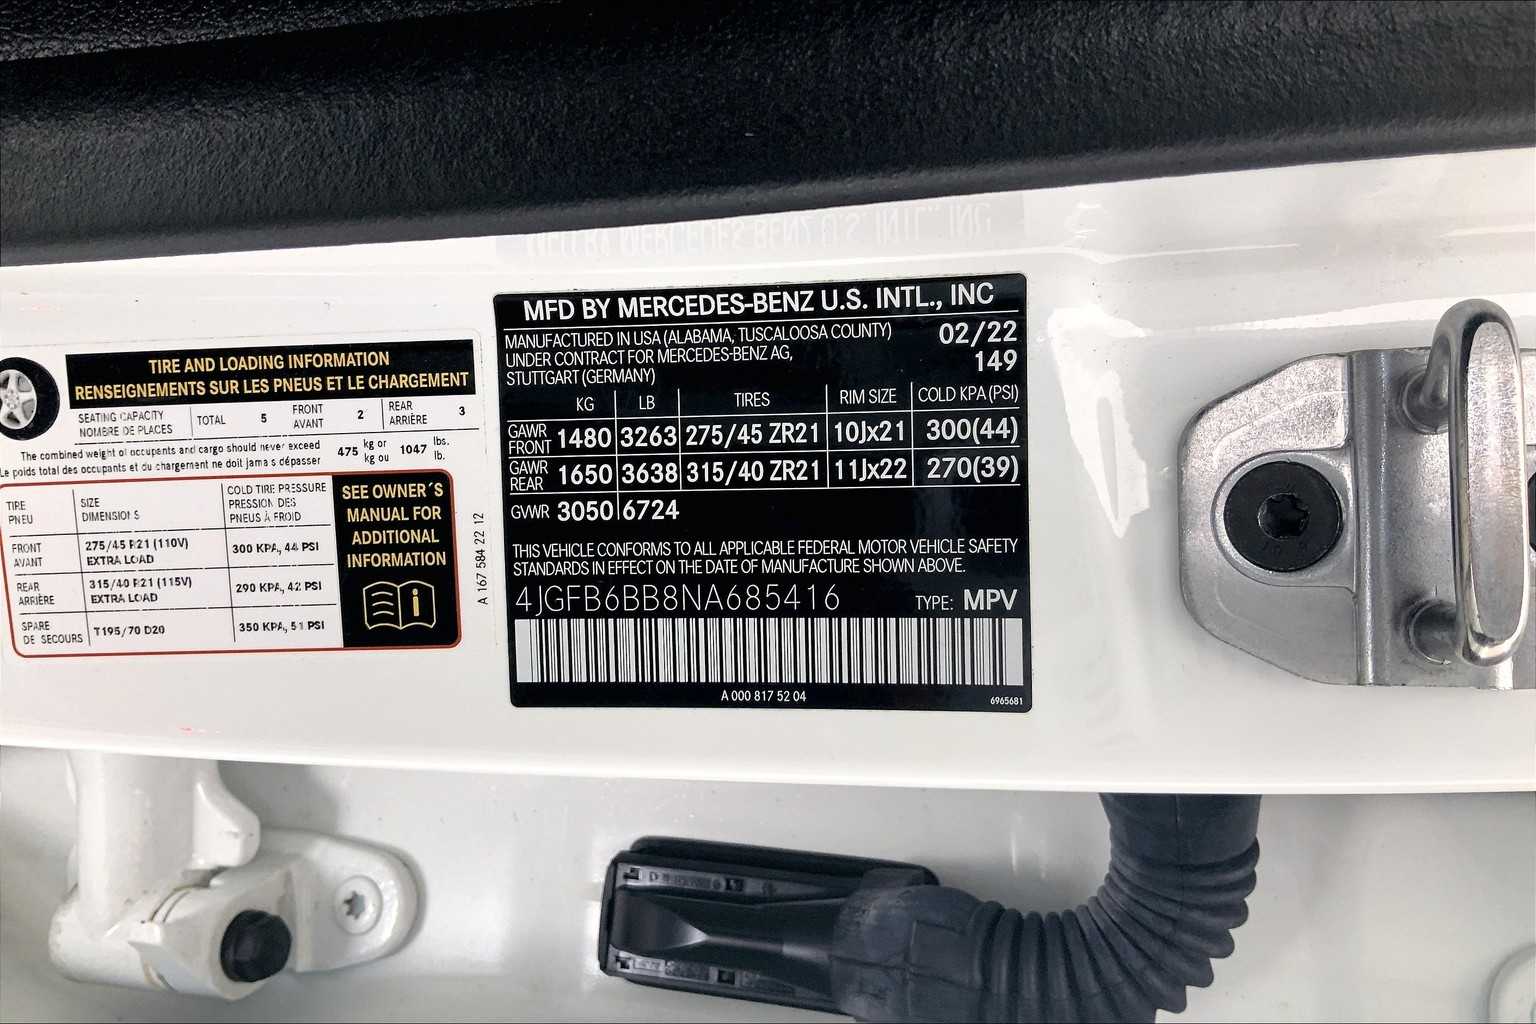 TIRE AND LOADING INFORMATION
RENSEIGNEMENTS SUR LES PNEUS ET LE CHARGEMENT
SEATING CAPACITY TOTAL 5 FRONT 2 REAR 3
NOMBRE DE PLACES AVANT ARRIÈRE
The combined weight of occupants and cargo should never exceed 475 kg or 1047 lbs.
Le poids total des occupants et du chargement ne doit jamais dépasser kg ou lb.
TIRE SIZE COLD TIRE PRESSURE
PNEU DIMENSIONS PRESSION DES
PNEUS À FROID
FRONT 275/45 R21 (110V) 300 KPA, 44 PSI
AVANT EXTRA LOAD
REAR 315/40 R21 (115V) 290 KPA, 42 PSI
ARRIÈRE EXTRA LOAD
SPARE T195/70 D20 350 KPA, 51 PSI
DE SECOURS
SEE OWNER´S
MANUAL FOR
ADDITIONAL
INFORMATION
A 167 584 22 12
MFD BY MERCEDES-BENZ U.S. INTL., INC
MANUFACTURED IN USA (ALABAMA, TUSCALOOSA COUNTY) 02/22
UNDER CONTRACT FOR MERCEDES-BENZ AG, 149
STUTTGART (GERMANY)
KG LB TIRES RIM SIZE COLD KPA (PSI)
GAWR FRONT 1480 3263 275/45 ZR21 10Jx21 300(44)
GAWR REAR 1650 3638 315/40 ZR21 11Jx22 270(39)
GVWR 3050 6724
THIS VEHICLE CONFORMS TO ALL APPLICABLE FEDERAL MOTOR VEHICLE SAFETY
STANDARDS IN EFFECT ON THE DATE OF MANUFACTURE SHOWN ABOVE.
4JGFB6BB8NA685416 TYPE: MPV
A 000 817 52 04
6965681